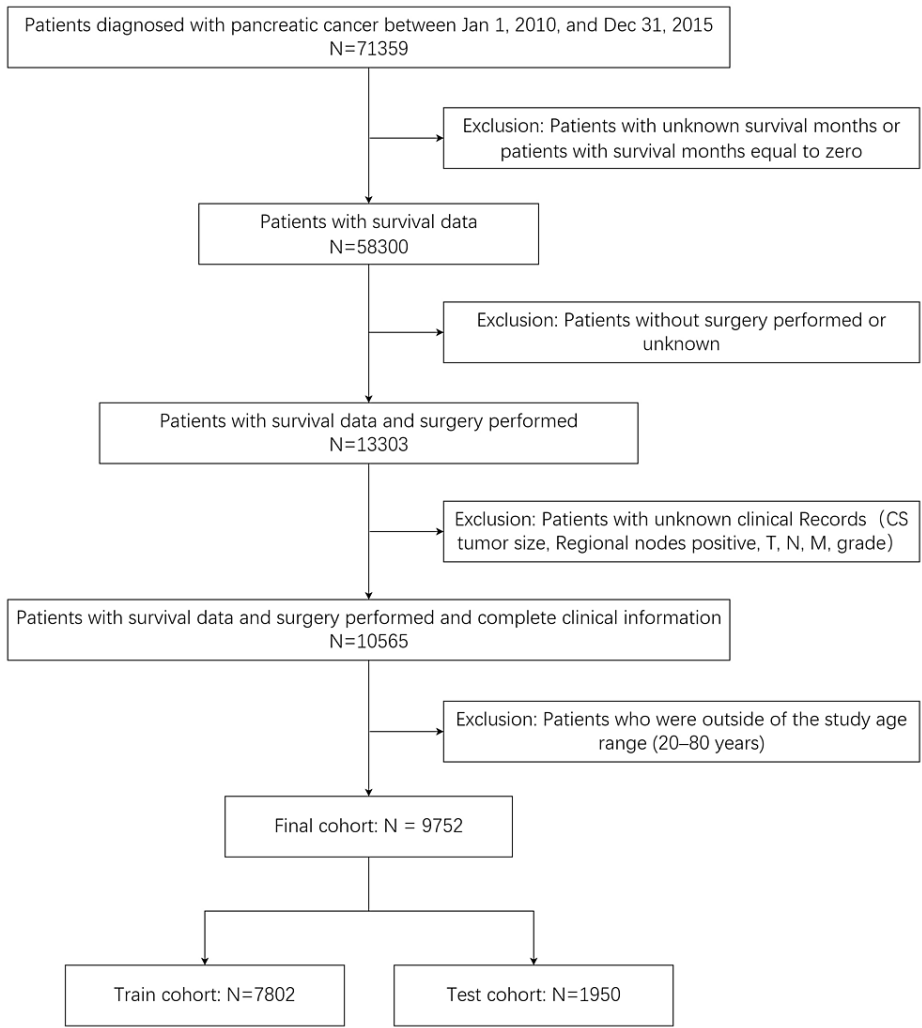 Patients diagnosed with pancreatic cancer between Jan 1, 2010, and Dec 31, 2015
N=71359
Exclusion: Patients with unknown survival months or
patients with survival months equal to zero
Patients with survival data
N=58300
Exclusion: Patients without surgery performed or
unknown
Patients with survival data and surgery performed
N=13303
Exclusion: Patients with unknown clinical Records（CS
tumor size, Regional nodes positive, T, N, M, grade）
Patients with survival data and surgery performed and complete clinical information
N=10565
Exclusion: Patients who were outside of the study age
range (20–80 years)
Final cohort: N = 9752
Train cohort: N=7802
Test cohort: N=1950